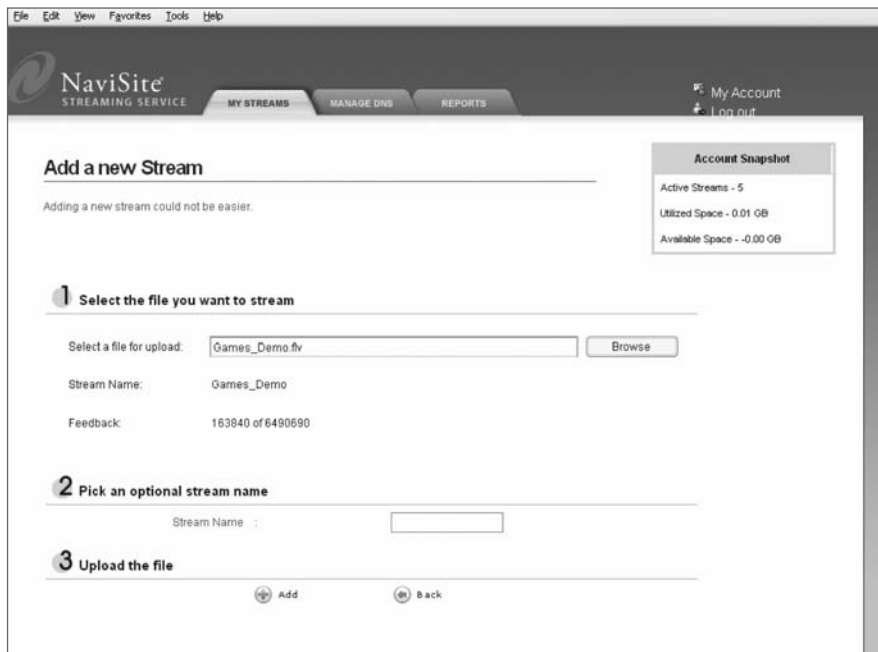 File Edit View Favorites Tools Help
NaviSite®
STREAMING SERVICE
MY STREAMS
MANAGE DNS
REPORTS
My Account
Log out
Add a new Stream
Adding a new stream could not be easier.
Account Snapshot
Active Streams - 5
Utilized Space - 0.01 GB
Available Space - -0.00 GB
1 Select the file you want to stream
Select a file for upload: Games_Demo.flv Browse
Stream Name: Games_Demo
Feedback: 163840 of 6490690
2 Pick an optional stream name
Stream Name :
3 Upload the file
Add Back